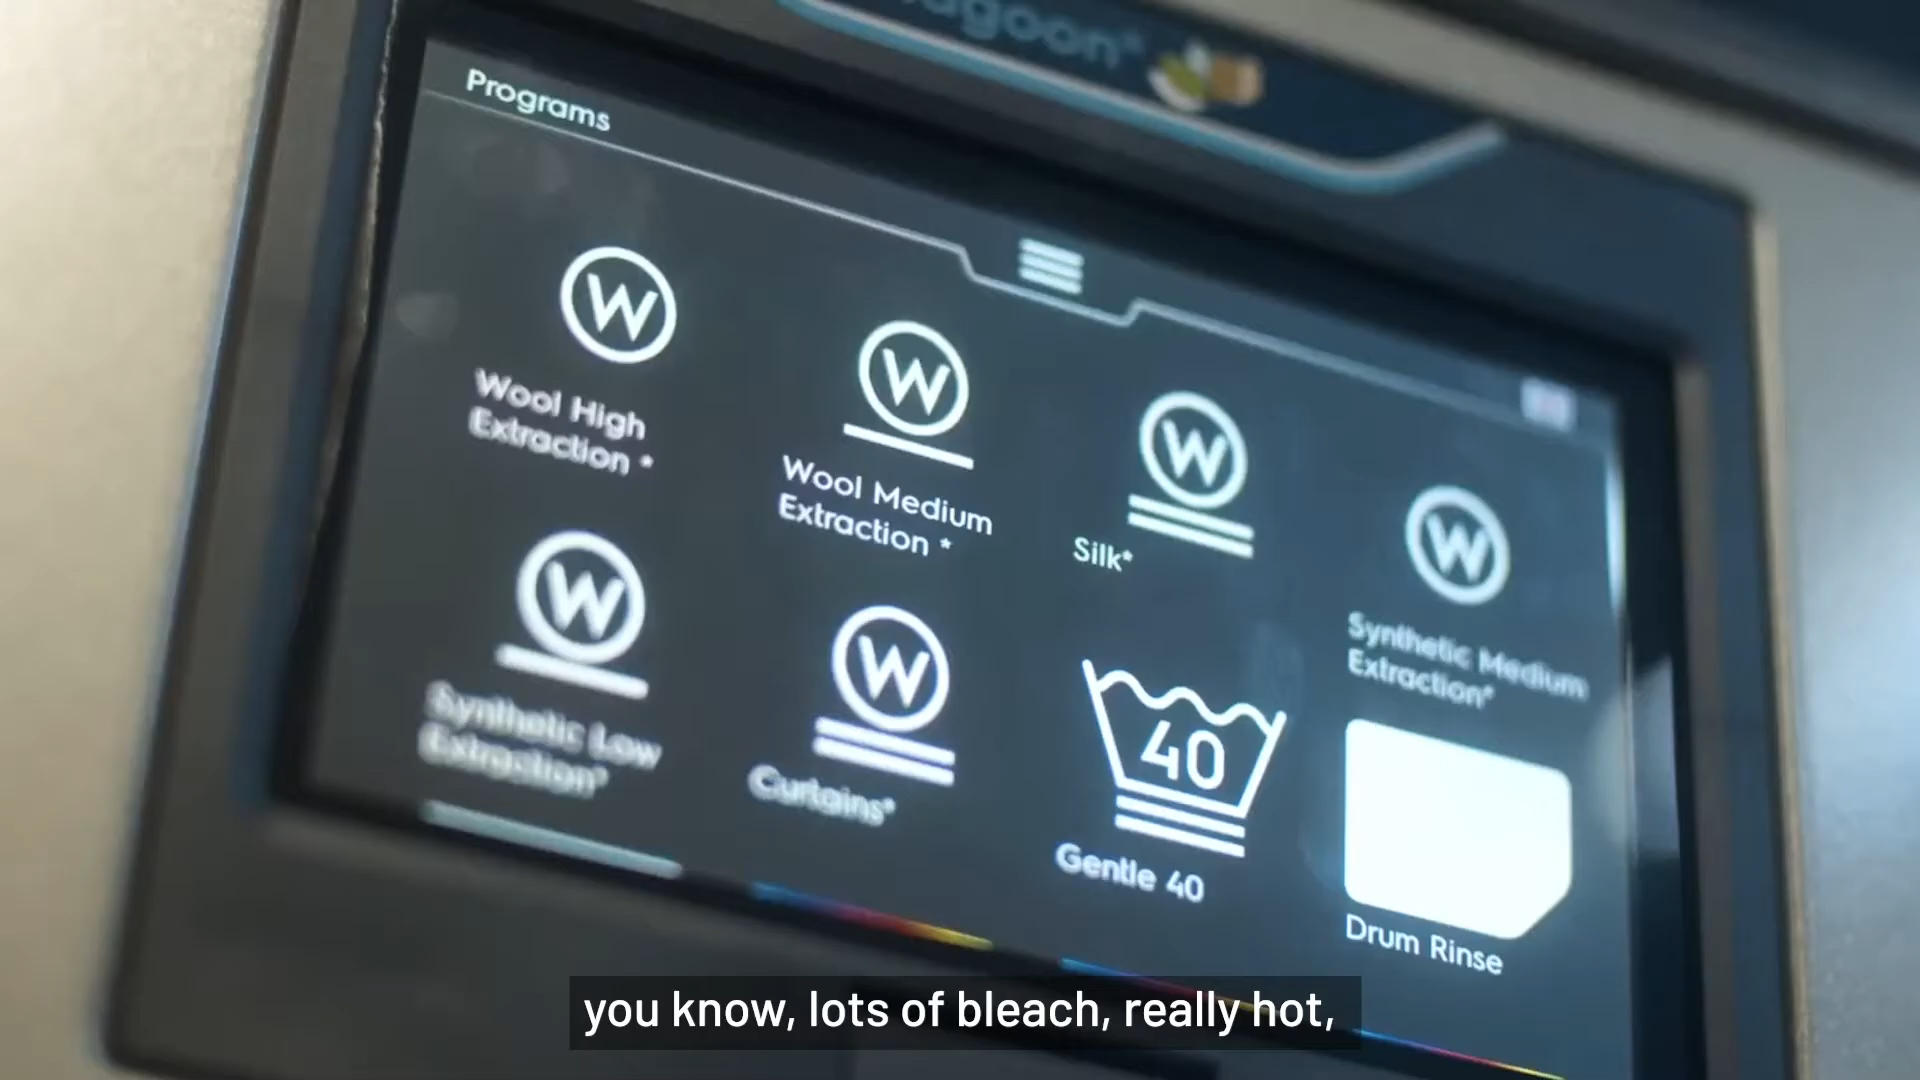 Programs
W
Wool High
Extraction *
W
Wool Medium
Extraction *
W
Silk*
W
Synthetic Medium
Extraction*
W
Synthetic Low
Extraction*
W
Curtains*
40
Gentle 40
Drum Rinse
you know, lots of bleach, really hot,